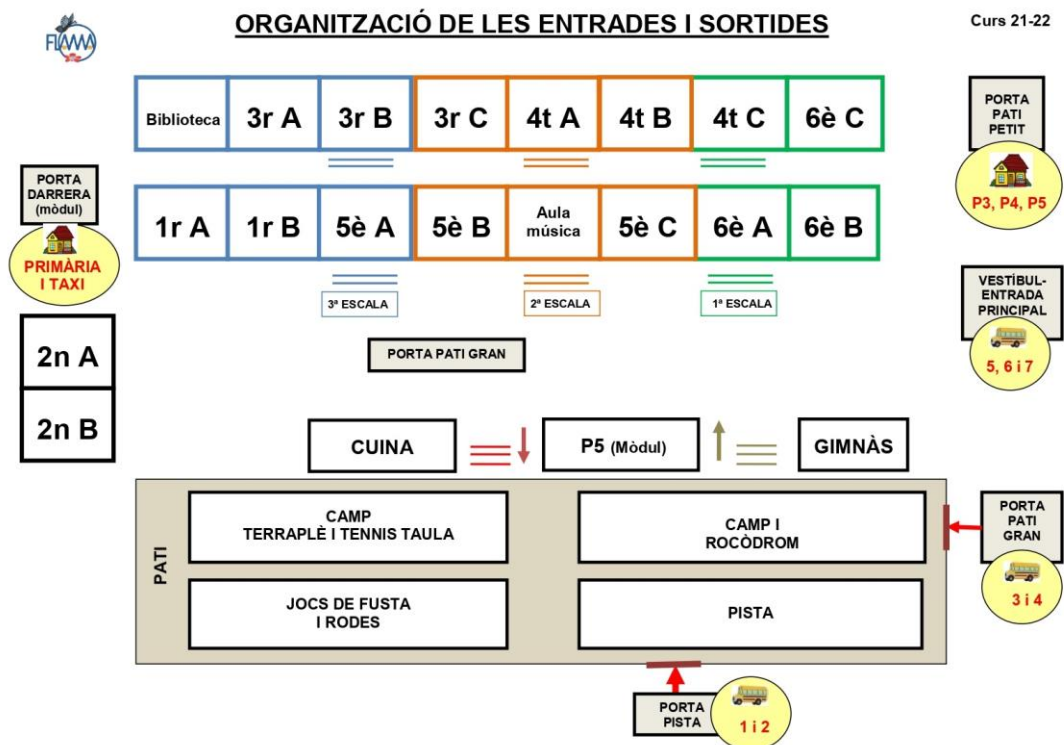 FLAMA
ORGANITZACIÓ DE LES ENTRADES I SORTIDES
Curs 21-22
Biblioteca
3r A
3r B
3r C
4t A
4t B
4t C
6è C
PORTA
PATI
PETIT
P3, P4, P5
PORTA
DARRERA
(mòdul)
PRIMÀRIA
I TAXI
1r A
1r B
5è A
5è B
Aula
música
5è C
6è A
6è B
3ª ESCALA
2ª ESCALA
1ª ESCALA
VESTÍBUL-
ENTRADA
PRINCIPAL
5, 6 i 7
2n A
2n B
PORTA PATI GRAN
CUINA
P5 (Mòdul)
GIMNÀS
PATI
CAMP
TERRAPLÈ I TENNIS TAULA
CAMP I
ROCÒDROM
JOCS DE FUSTA
I RODES
PISTA
PORTA
PATI
GRAN
3 i 4
PORTA
PISTA
1 i 2